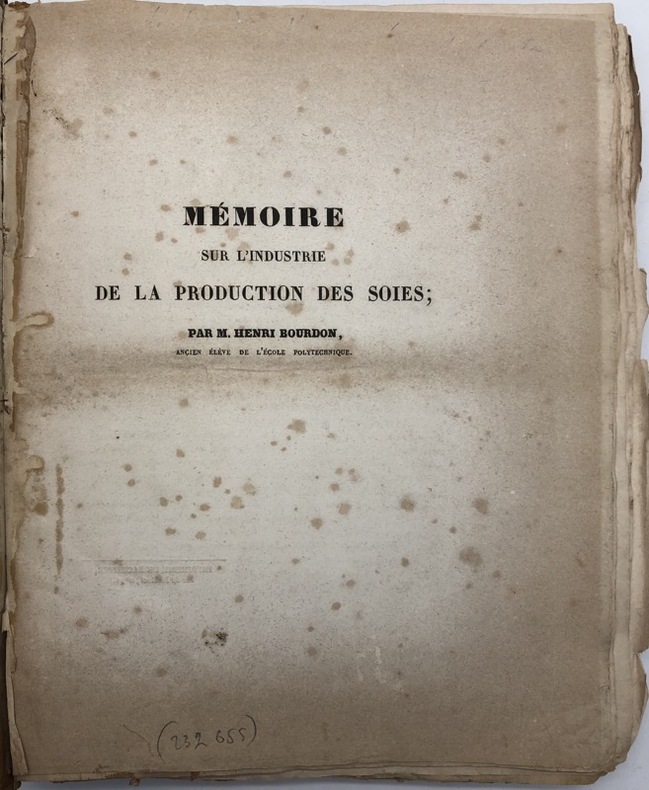 MÉMOIRE
SUR L'INDUSTRIE
DE LA PRODUCTION DES SOIES;
PAR M. HENRI BOURDON,
ANCIEN ÉLÈVE DE L'ÉCOLE POLYTECHNIQUE.
(232 655)